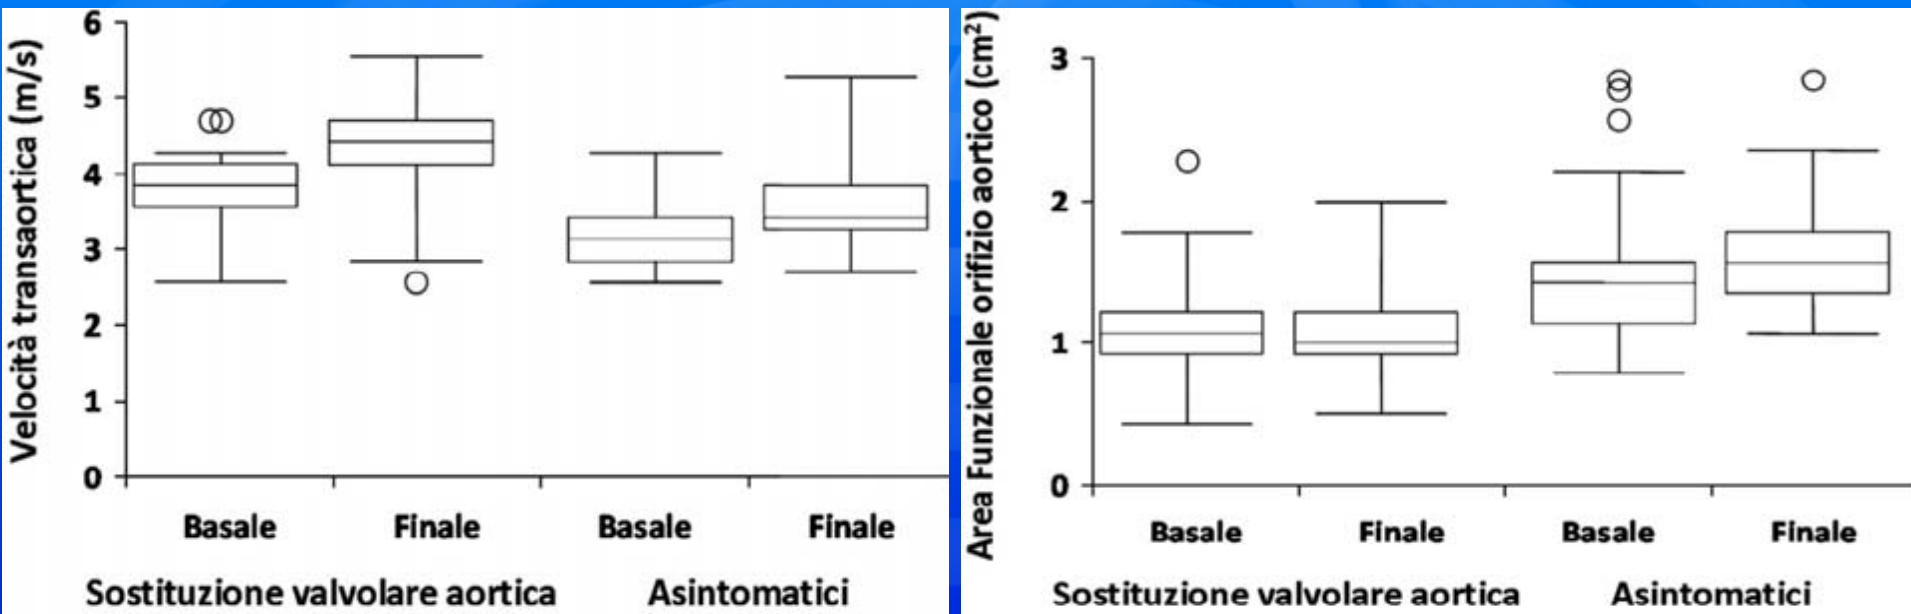 Velocità transaortica (m/s)
6
5
4
3
2
1
0
Basale Finale Basale Finale
Sostituzione valvolare aortica Asintomatici
Area Funzionale orifizio aortico (cm²)
3
2
1
0
Basale Finale Basale Finale
Sostituzione valvolare aortica Asintomatici